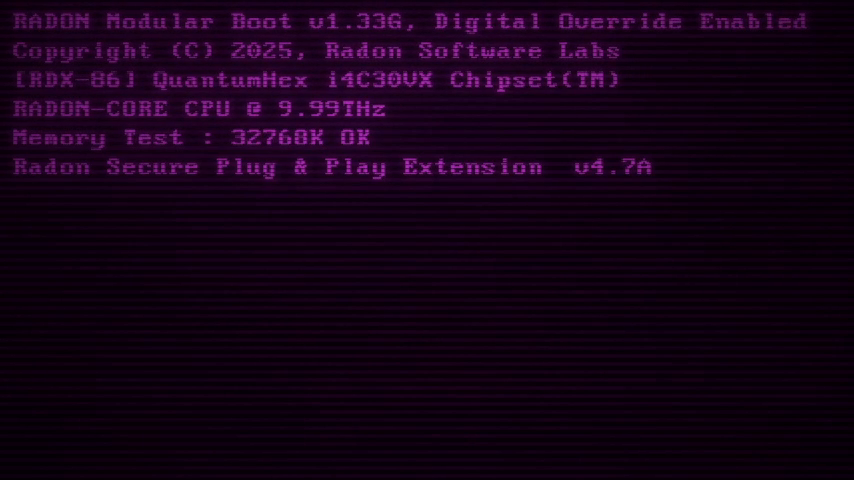 RADON Modular Boot v1.33G, Digital Override Enabled
Copyright (C) 2025, Radon Software Labs
[RDX-86] QuantumHex i4C30VX Chipset(TM)
RADON-CORE CPU @ 9.99THz
Memory Test : 32768K OK
Radon Secure Plug & Play Extension  v4.7A